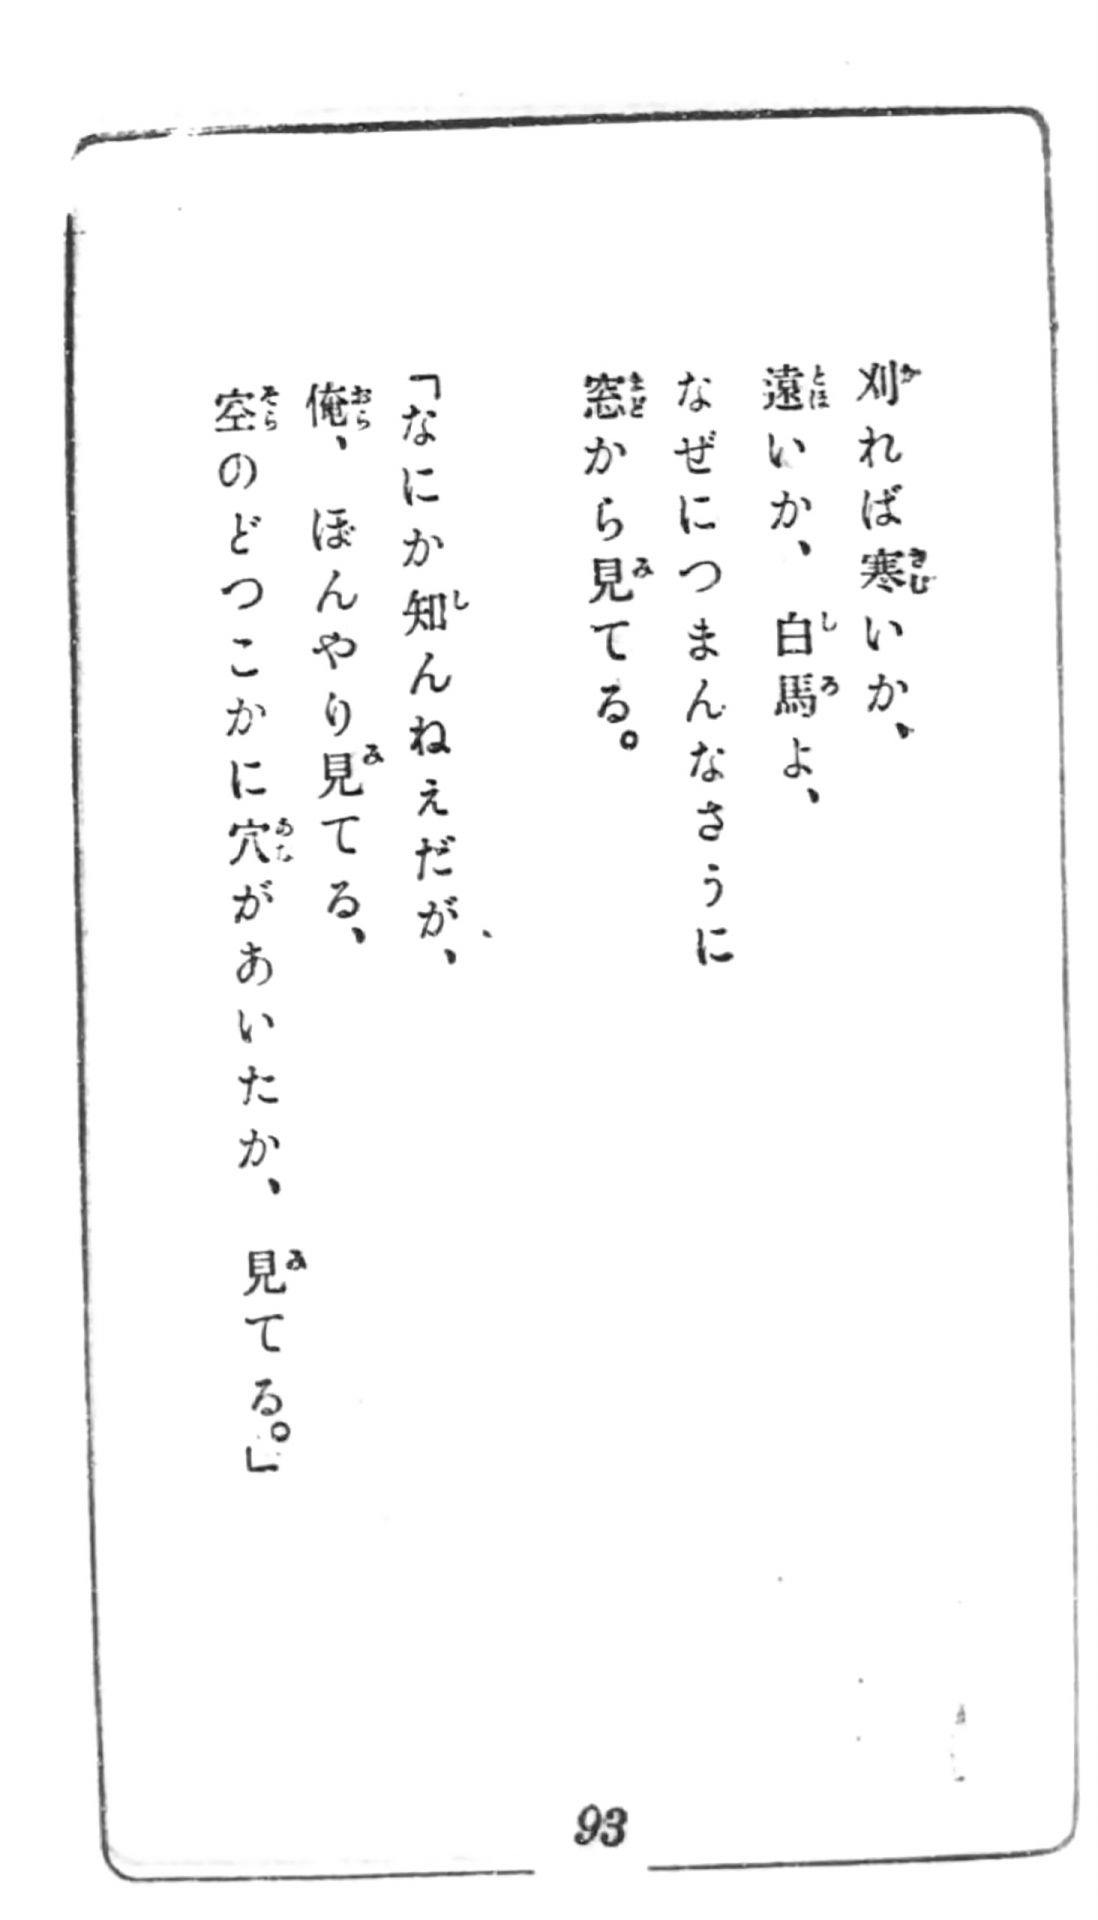 刈れば寒いか、
遠いか、白馬よ、
なぜにつまんなさうに
窓から見てる。
「なにか知んねぇだが、
俺、ぼんやり見てる、
空のどつこかに穴があいたか、見てる。」
93